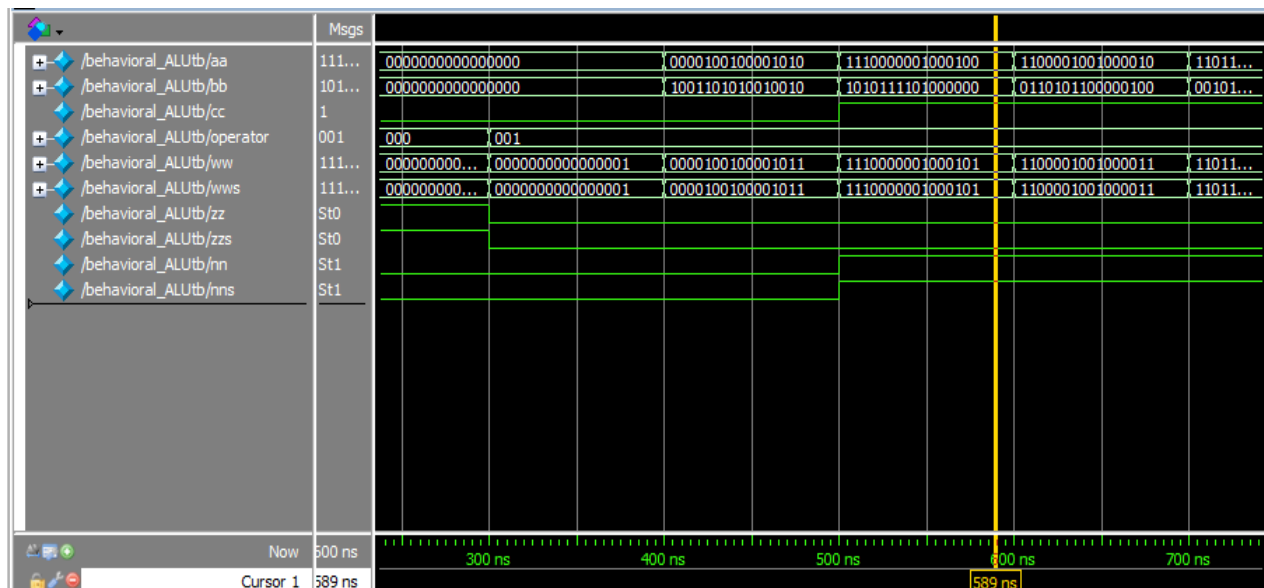 Msgs
/behavioral_ALUtb/aa 111... 0000000000000000 0000100100001010 1110000001000100 1100001001000010 11011...
/behavioral_ALUtb/bb 101... 0000000000000000 1001101010010010 1010111101000000 0110101100000100 00101...
/behavioral_ALUtb/cc 1
/behavioral_ALUtb/operator 001 000 001
/behavioral_ALUtb/ww 111... 000000000... 0000000000000001 0000100100001011 1110000001000101 1100001001000011 11011...
/behavioral_ALUtb/wws 111... 000000000... 0000000000000001 0000100100001011 1110000001000101 1100001001000011 11011...
/behavioral_ALUtb/zz St0
/behavioral_ALUtb/zzs St0
/behavioral_ALUtb/nn St1
/behavioral_ALUtb/nns St1
Now 500 ns 300 ns 400 ns 500 ns 600 ns 700 ns
Cursor 1 589 ns 589 ns